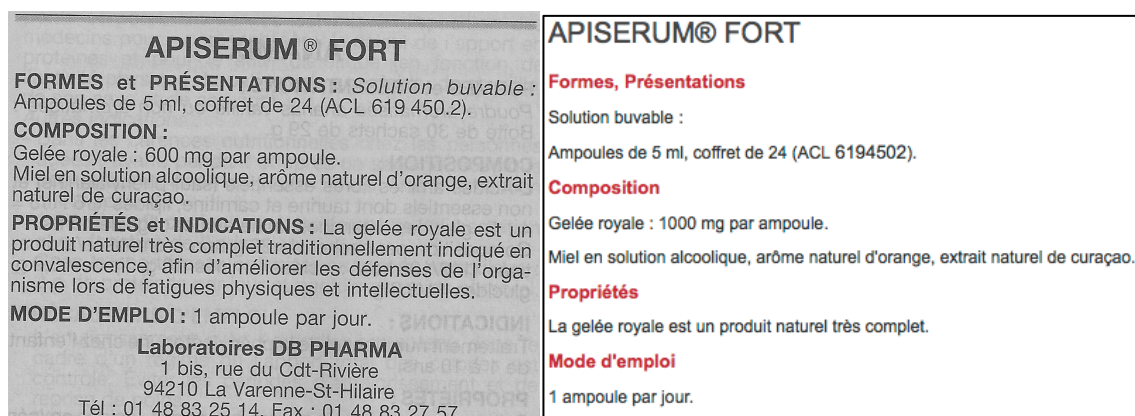 APISERUM® FORT
FORMES et PRÉSENTATIONS : Solution buvable :
Ampoules de 5 ml, coffret de 24 (ACL 619 450.2).
COMPOSITION :
Gelée royale : 600 mg par ampoule.
Miel en solution alcoolique, arôme naturel d'orange, extrait
naturel de curaçao.
PROPRIÉTÉS et INDICATIONS : La gelée royale est un
produit naturel très complet traditionnellement indiqué en
convalescence, afin d'améliorer les défenses de l'orga-
nisme lors de fatigues physiques et intellectuelles.
MODE D'EMPLOI : 1 ampoule par jour.
Laboratoires DB PHARMA
1 bis, rue du Cdt-Rivière
94210 La Varenne-St-Hilaire
Tél : 01 48 83 25 14. Fax : 01 48 83 27 57
APISERUM® FORT
Formes, Présentations
Solution buvable :
Ampoules de 5 ml, coffret de 24 (ACL 6194502).
Composition
Gelée royale : 1000 mg par ampoule.
Miel en solution alcoolique, arôme naturel d'orange, extrait naturel de curaçao.
Propriétés
La gelée royale est un produit naturel très complet.
Mode d'emploi
1 ampoule par jour.